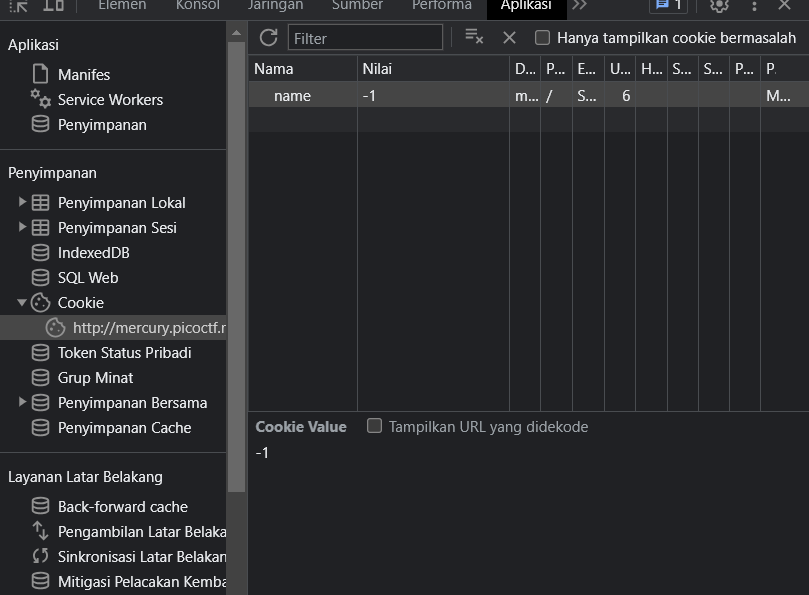 Elemen Konsol Jaringan Sumber Performa Aplikasi 1
Aplikasi
Manifes
Service Workers
Penyimpanan
Penyimpanan
Penyimpanan Lokal
Penyimpanan Sesi
IndexedDB
SQL Web
Cookie
http://mercury.picoctf.r
Token Status Pribadi
Grup Minat
Penyimpanan Bersama
Penyimpanan Cache
Layanan Latar Belakang
Back-forward cache
Pengambilan Latar Belaka
Sinkronisasi Latar Belakan
Mitigasi Pelacakan Kemba
Filter Hanya tampilkan cookie bermasalah
Nama Nilai D... P... E... U... H... S... S... P... P.
name -1 m... / S... 6 M...
Cookie Value Tampilkan URL yang didekode
-1